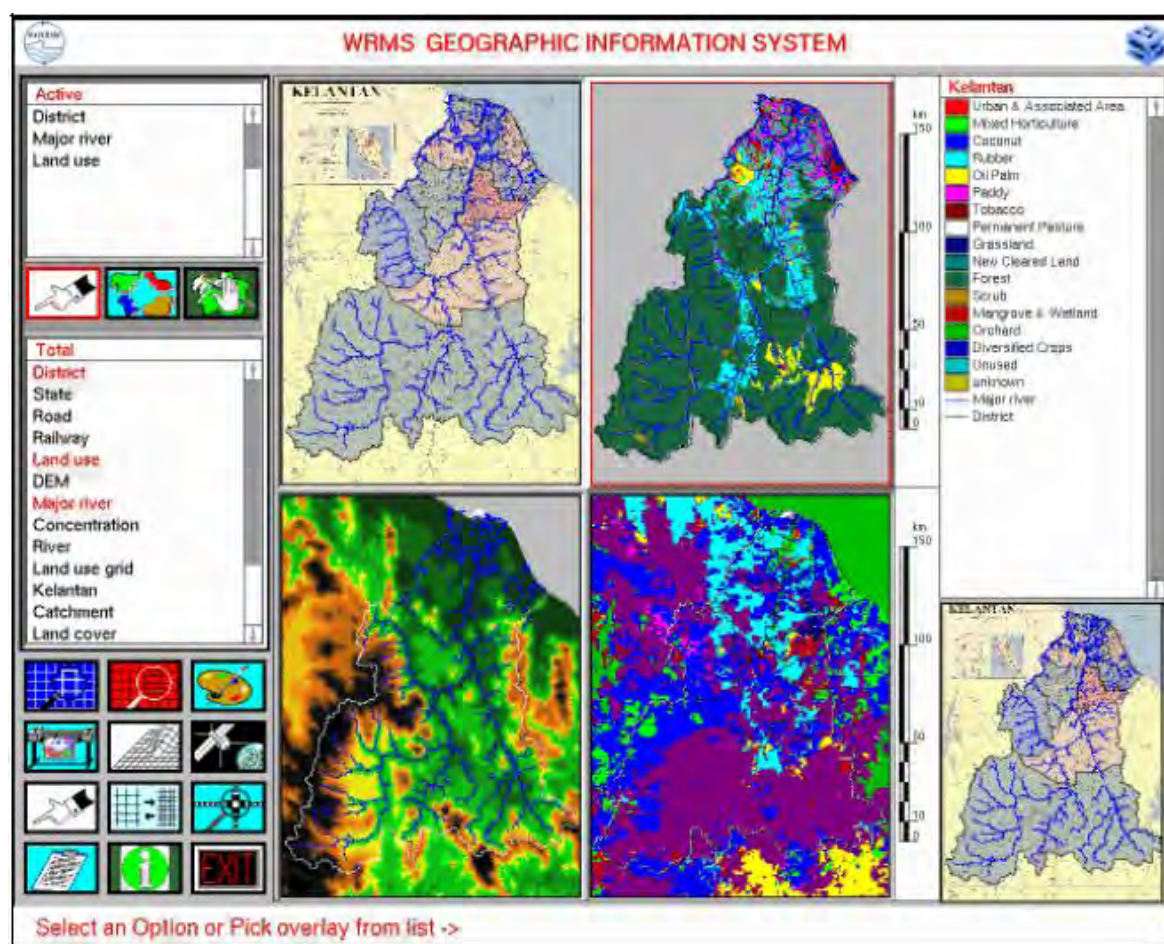 WRMS GEOGRAPHIC INFORMATION SYSTEM
Active
District
Major river
Land use
Total
District
State
Road
Railway
Land use
DEM
Major river
Concentration
River
Land use grid
Kelantan
Catchment
Land cover
EXIT
KELANTAN
km
150
100
50
10
0
km
150
100
50
10
0
Kelantan
Urban & Associated Area
Mixed Horticulture
Coconut
Rubber
Oil Palm
Paddy
Tobacco
Permanent Pasture
Grassland
New Cleared Land
Forest
Scrub
Mangrove & Wetland
Orchard
Diversified Crops
Unused
unknown
Major river
District
KELANTAN
Select an Option or Pick overlay from list ->